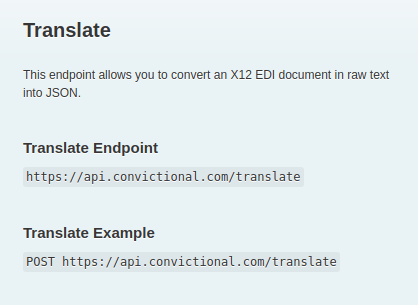 Translate
This endpoint allows you to convert an X12 EDI document in raw text
into JSON.
Translate Endpoint
https://api.convictional.com/translate
Translate Example
POST https://api.convictional.com/translate